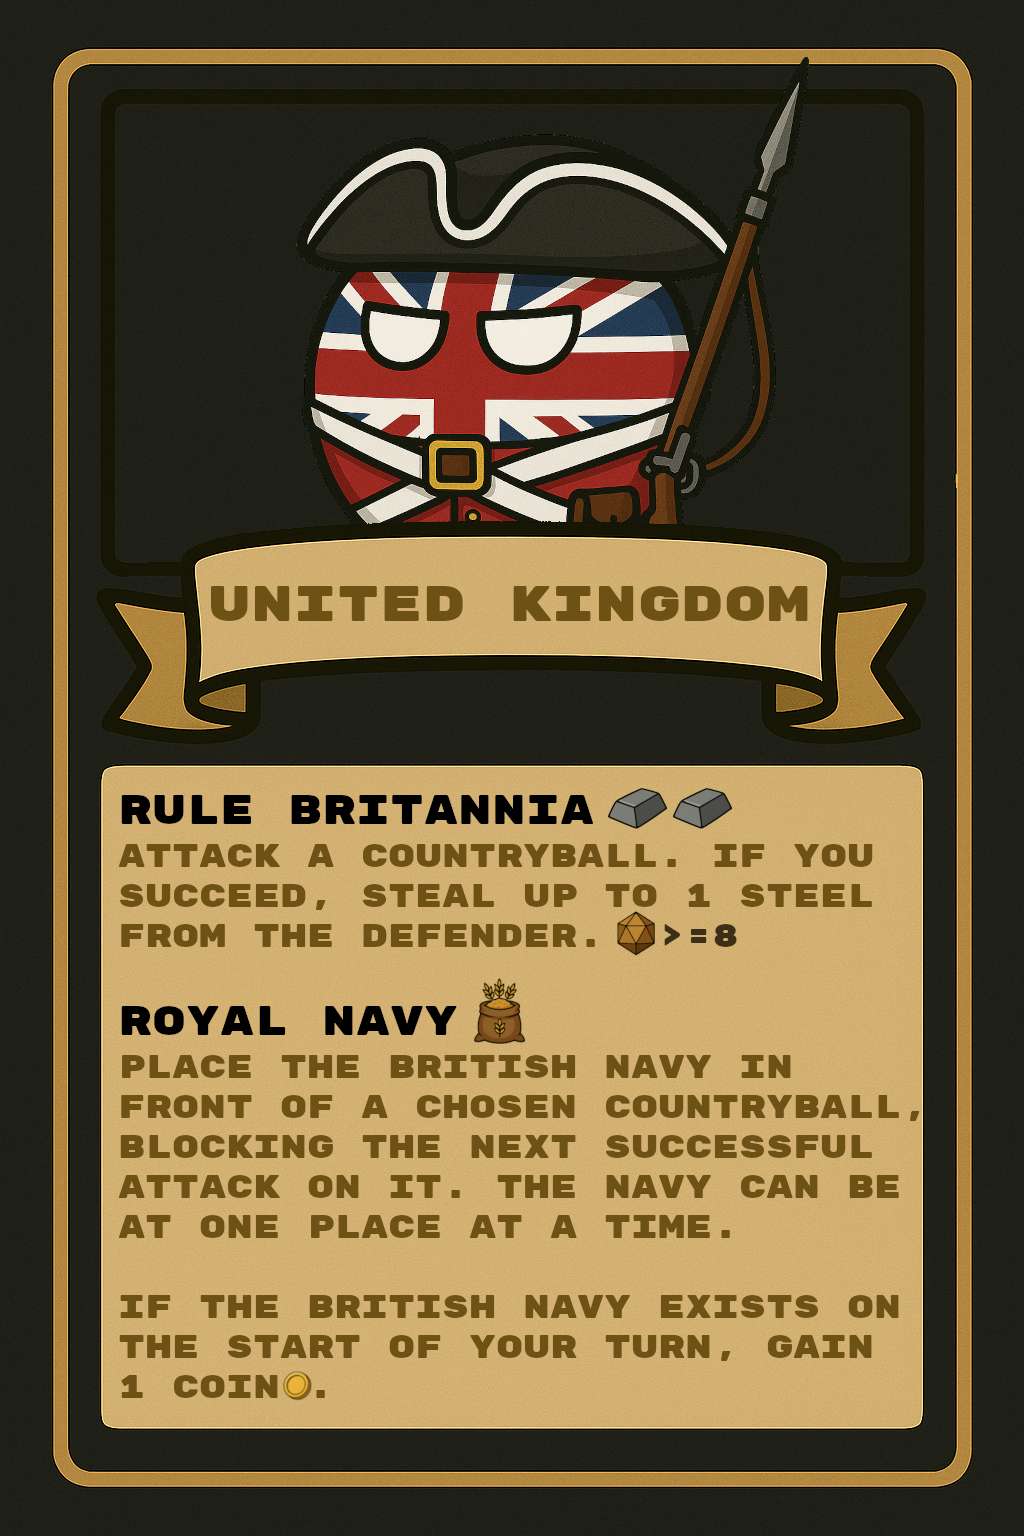 UNITED KINGDOM
RULE BRITANNIA
ATTACK A COUNTRYBALL. IF YOU
SUCCEED, STEAL UP TO 1 STEEL
FROM THE DEFENDER. >=8
ROYAL NAVY
PLACE THE BRITISH NAVY IN
FRONT OF A CHOSEN COUNTRYBALL,
BLOCKING THE NEXT SUCCESSFUL
ATTACK ON IT. THE NAVY CAN BE
AT ONE PLACE AT A TIME.
IF THE BRITISH NAVY EXISTS ON
THE START OF YOUR TURN, GAIN
1 COIN.